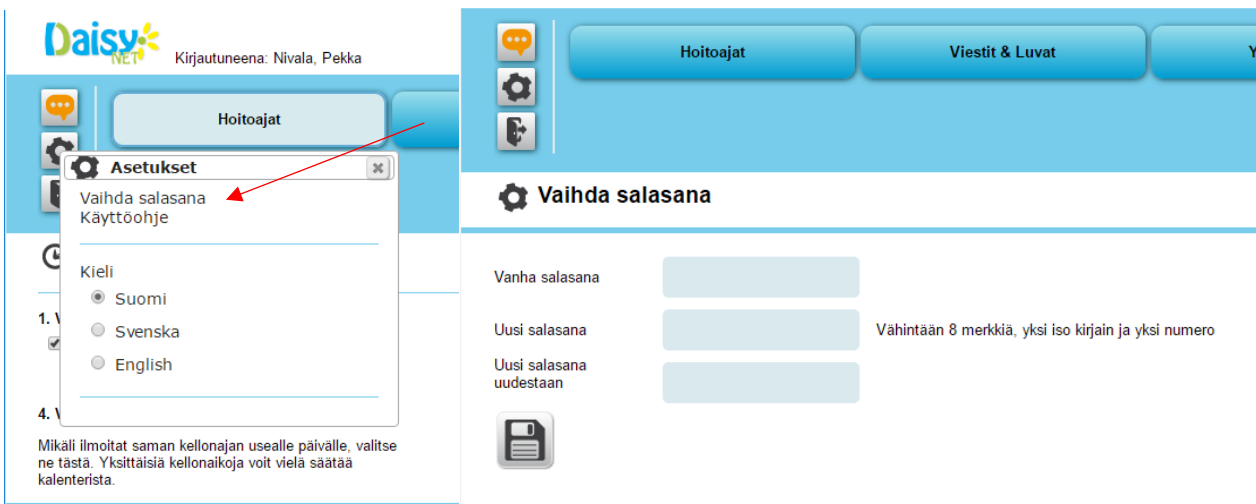 Daisy
NET
Kirjautuneena: Nivala, Pekka
Hoitoajat
Asetukset
Vaihda salasana
Käyttöohje
Kieli
Suomi
Svenska
English
1. V
4. V
Mikäli ilmoitat saman kellonajan usealle päivälle, valitse
ne tästä. Yksittäisiä kellonaikoja voit vielä säätää
kalenterista.
Hoitoajat
Viestit & Luvat
Y
Vaihda salasana
Vanha salasana
Uusi salasana
Vähintään 8 merkkiä, yksi iso kirjain ja yksi numero
Uusi salasana
uudestaan